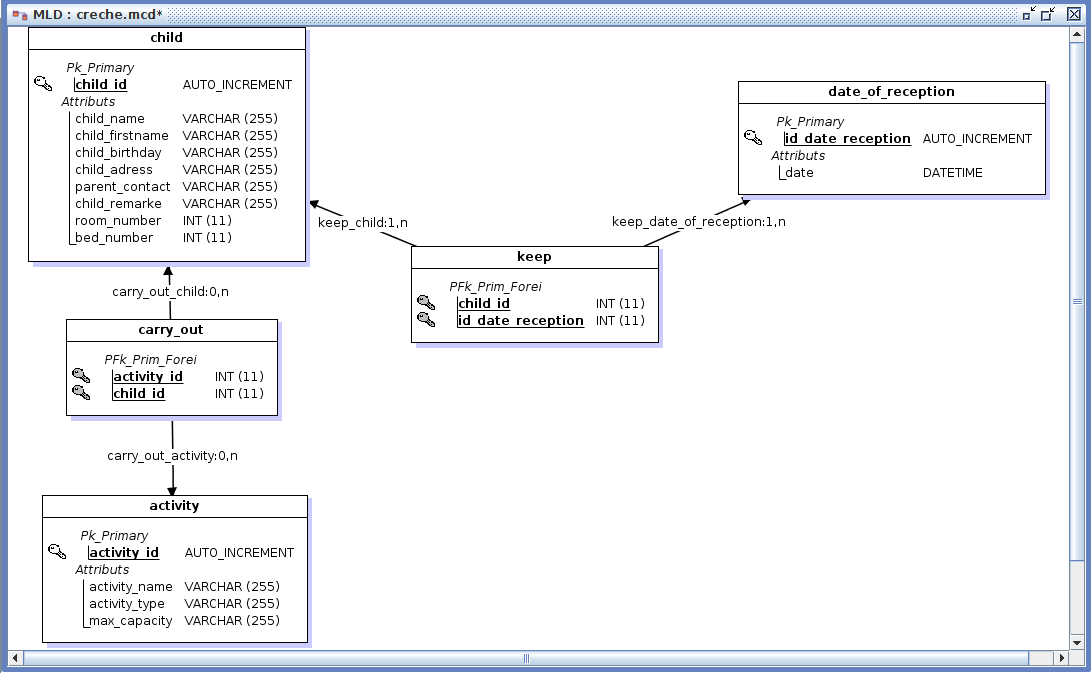 MLD : creche.mcd*
child
Pk_Primary
child_id AUTO_INCREMENT
Attributs
child_name VARCHAR (255)
child_firstname VARCHAR (255)
child_birthday VARCHAR (255)
child_adress VARCHAR (255)
parent_contact VARCHAR (255)
child_remarke VARCHAR (255)
room_number INT (11)
bed_number INT (11)
date_of_reception
Pk_Primary
id_date_reception AUTO_INCREMENT
Attributs
date DATETIME
keep_child:1,n
keep_date_of_reception:1,n
keep
PFk_Prim_Forei
child_id INT (11)
id_date_reception INT (11)
carry_out_child:0,n
carry_out
PFk_Prim_Forei
activity_id INT (11)
child_id INT (11)
carry_out_activity:0,n
activity
Pk_Primary
activity_id AUTO_INCREMENT
Attributs
activity_name VARCHAR (255)
activity_type VARCHAR (255)
max_capacity VARCHAR (255)